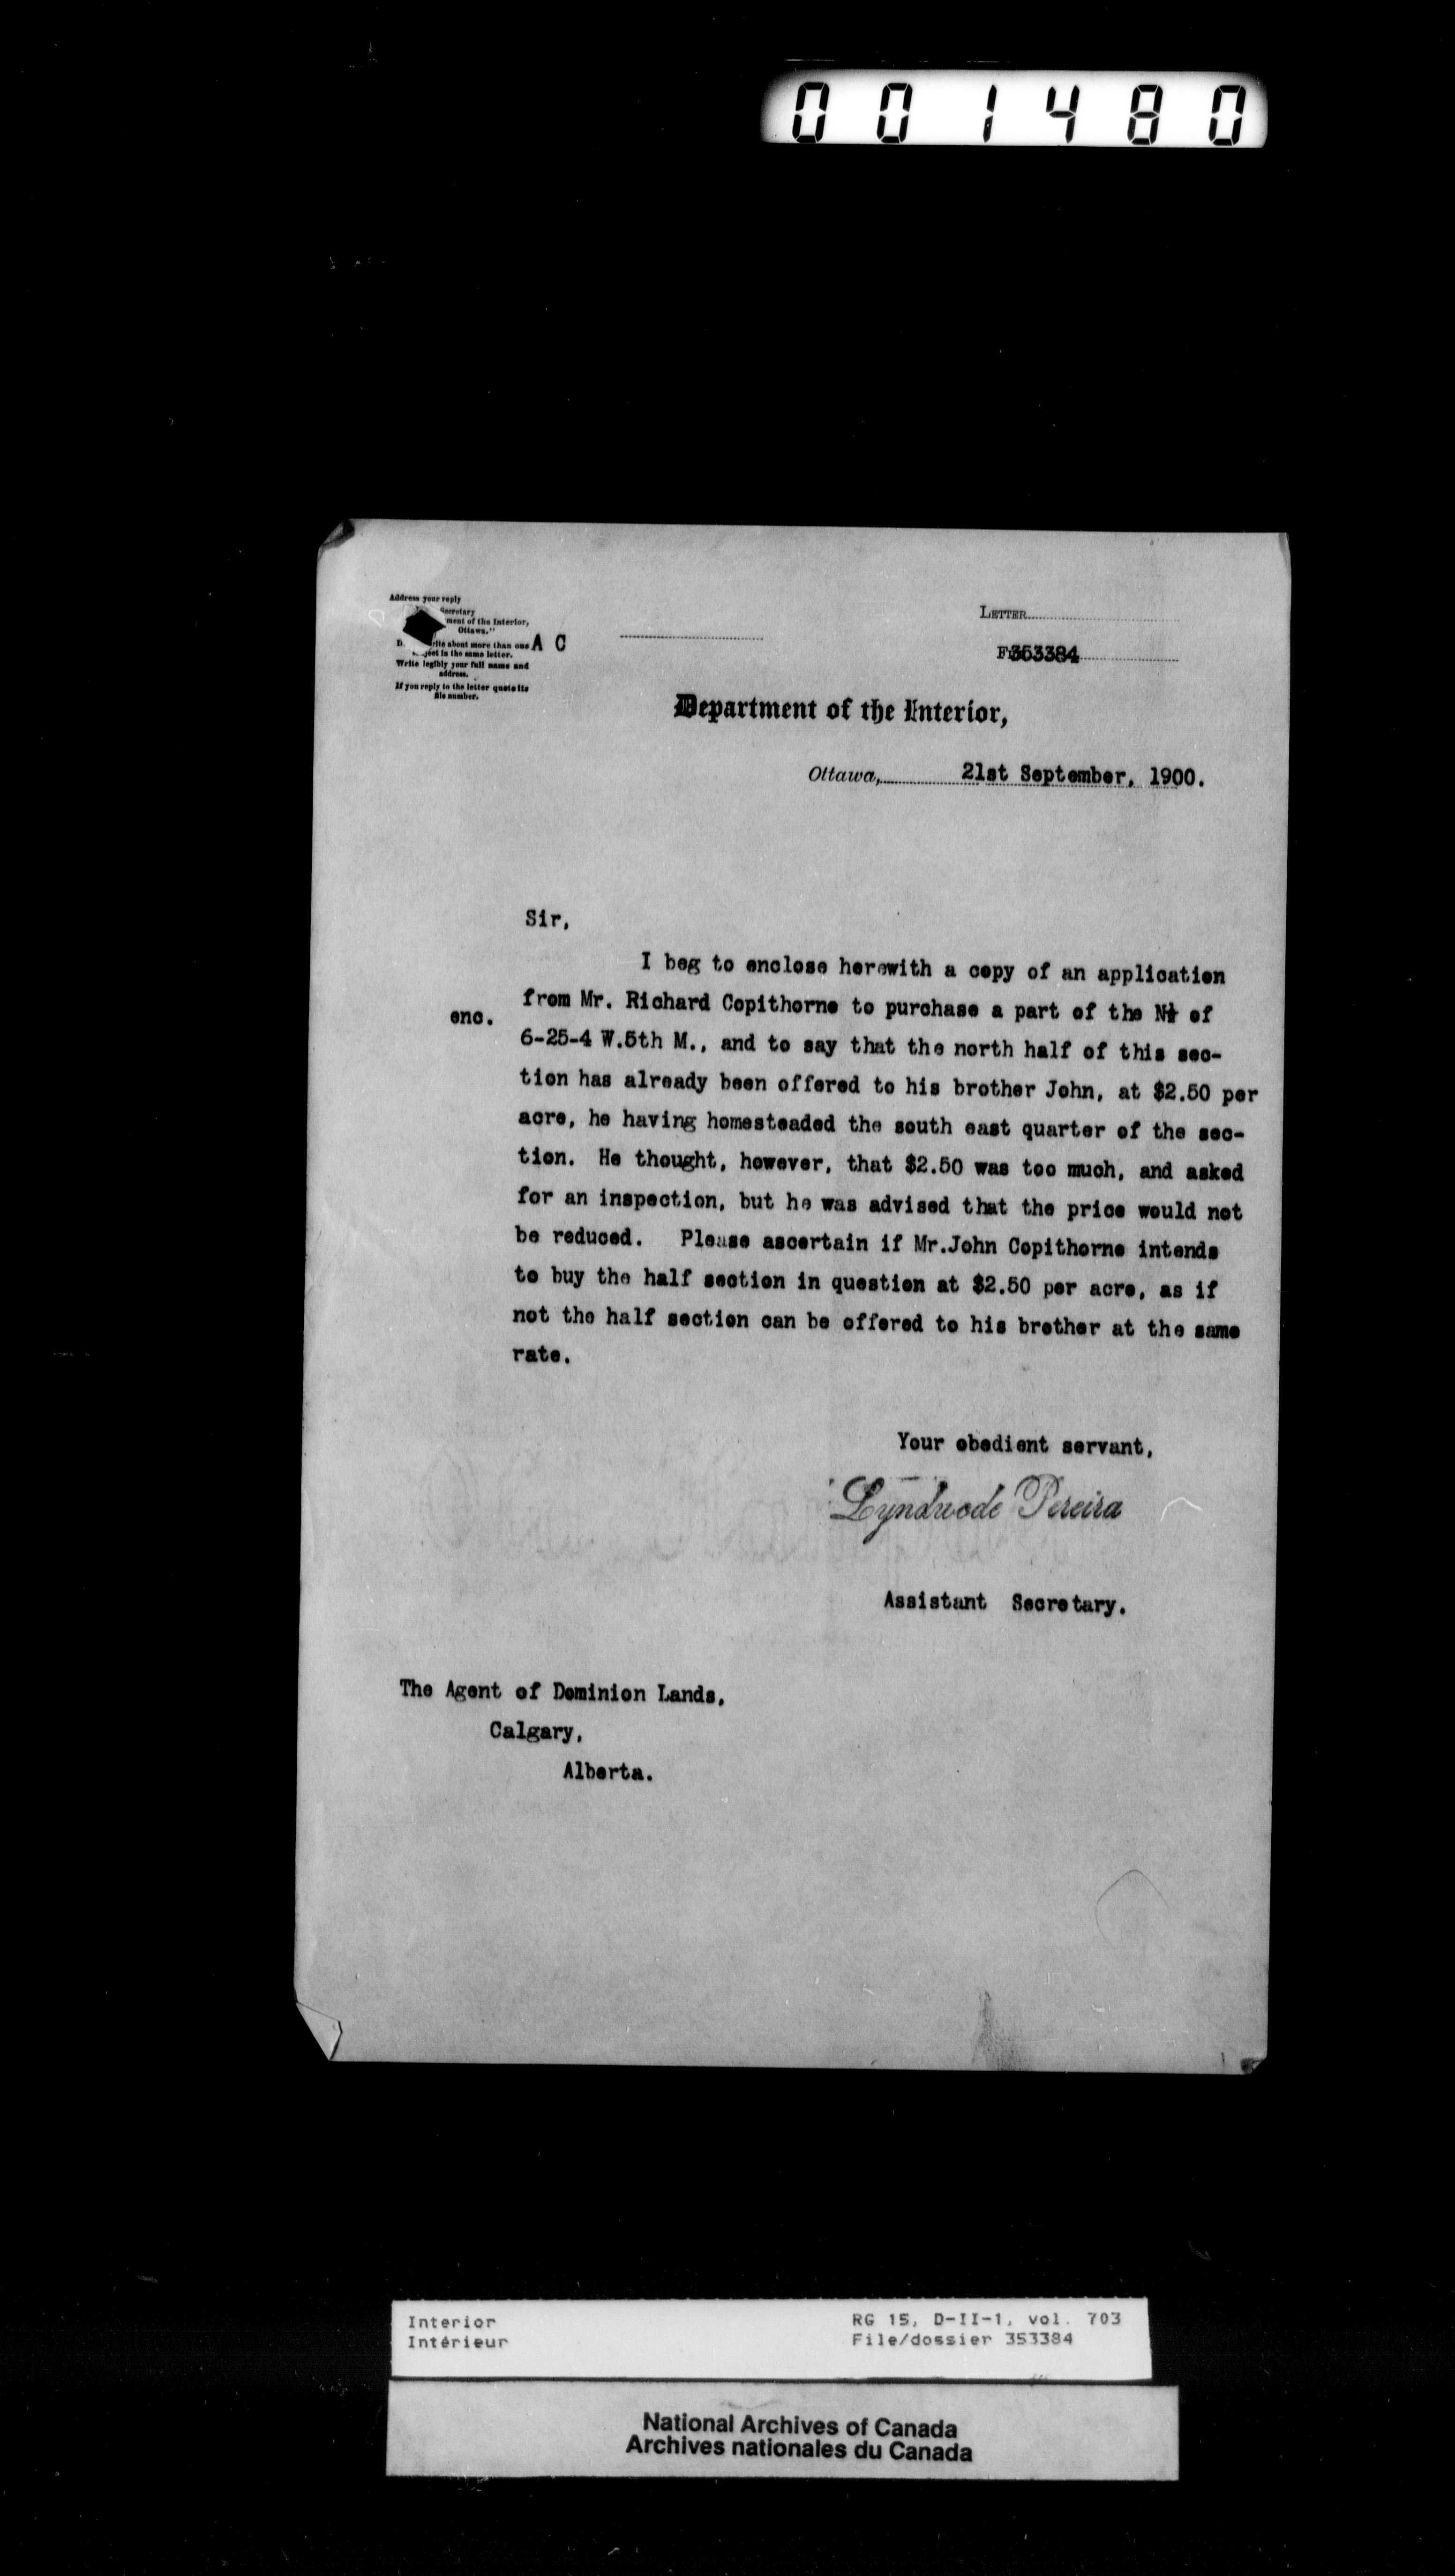 001480
Address your reply
Secretary
ment of the Interior,
Ottawa."
rite about more than one A C
ject in the same letter.
Write legibly your full name and
address.
If you reply to the letter quote its
file number.
LETTER
353384
Department of the Interior,
Ottawa, 21st September, 1900.
Sir,
I beg to enclose herewith a copy of an application
from Mr. Richard Copithorne to purchase a part of the N½ of
enc.
6-25-4 W.5th M., and to say that the north half of this sec-
tion has already been offered to his brother John, at $2.50 per
acre, he having homesteaded the south east quarter of the sec-
tion. He thought, however, that $2.50 was too much, and asked
for an inspection, but he was advised that the price would not
be reduced. Please ascertain if Mr.John Copithorne intends
to buy the half section in question at $2.50 per acre, as if
not the half section can be offered to his brother at the same
rate.
Your obedient servant,
Lyndwode Pereira
Assistant Secretary.
The Agent of Dominion Lands,
Calgary,
Alberta.
Interior RG 15, D-II-1, vol. 703
Intérieur File/dossier 353384
National Archives of Canada
Archives nationales du Canada